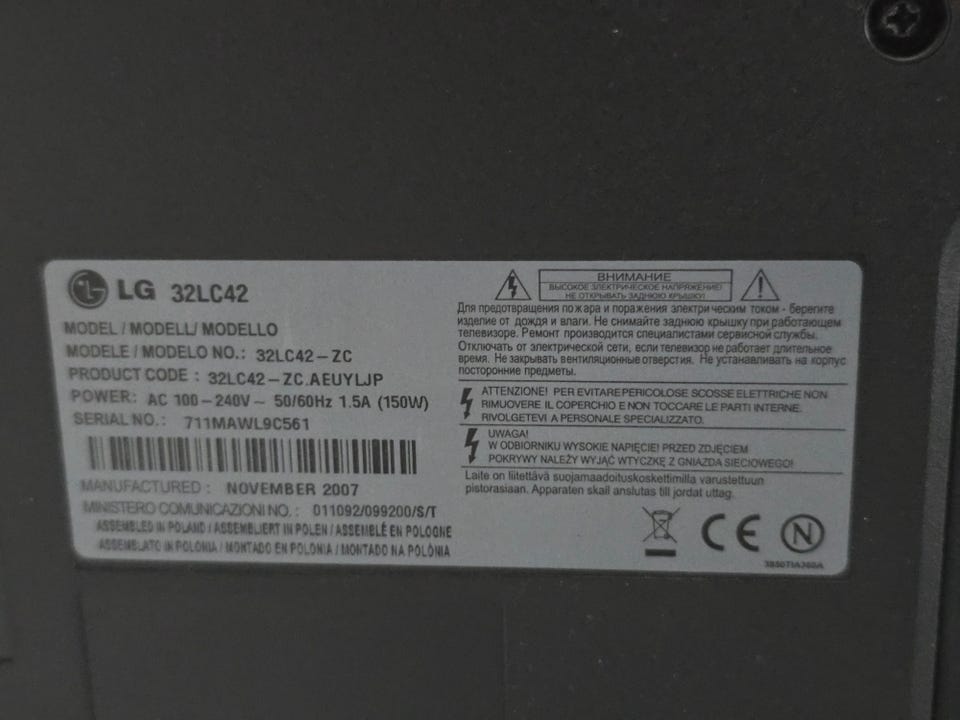 LG 32LC42
MODEL / MODELL/ MODELLO
MODELE / MODELO NO.: 32LC42-ZC
PRODUCT CODE : 32LC42-ZC.AEUYLJP
POWER: AC 100-240V~ 50/60Hz 1.5A (150W)
SERIAL NO.: 711MAWL9C561
MANUFACTURED : NOVEMBER 2007
MINISTERO COMUNICAZIONI NO. : 011092/099200/S/T
ASSEMBLED IN POLAND / ASSEMBLIERT IN POLEN / ASSEMBLÉ EN POLOGNE
ASSEMBLATO IN POLONIA / MONTADO EN POLONIA / MONTADO NA POLÓNIA
ВНИМАНИЕ
ВЫСОКОЕ ЭЛЕКТРИЧЕСКОЕ НАПРЯЖЕНИЕ!
НЕ ОТКРЫВАТЬ ЗАДНЮЮ КРЫШКУ!
Для предотвращения пожара и поражения электрическим током - берегите
изделие от дождя и влаги. Не снимайте заднюю крышку при работающем
телевизоре. Ремонт производится специалистами сервисной службы.
Отключать от электрической сети, если телевизор не работает длительное
время. Не закрывать вентиляционные отверстия. Не устанавливать на корпус
посторонние предметы.
ATTENZIONE! PER EVITARE PERICOLOSE SCOSSE ELETTRICHE NON
RIMUOVERE IL COPERCHIO E NON TOCCARE LE PARTI INTERNE.
RIVOLGETEVI A PERSONALE SPECIALIZZATO.
UWAGA!
W ODBIORNIKU WYSOKIE NAPIĘCIE! PRZED ZDJĘCIEM
POKRYWY NALEŻY WYJĄĆ WTYCZKĘ Z GNIAZDA SIECIOWEGO!
Laite on liitettävä suojamaadoituskoskettimilla varustettuun
pistorasiaan. Apparaten skall anslutas till jordat uttag.
CE N